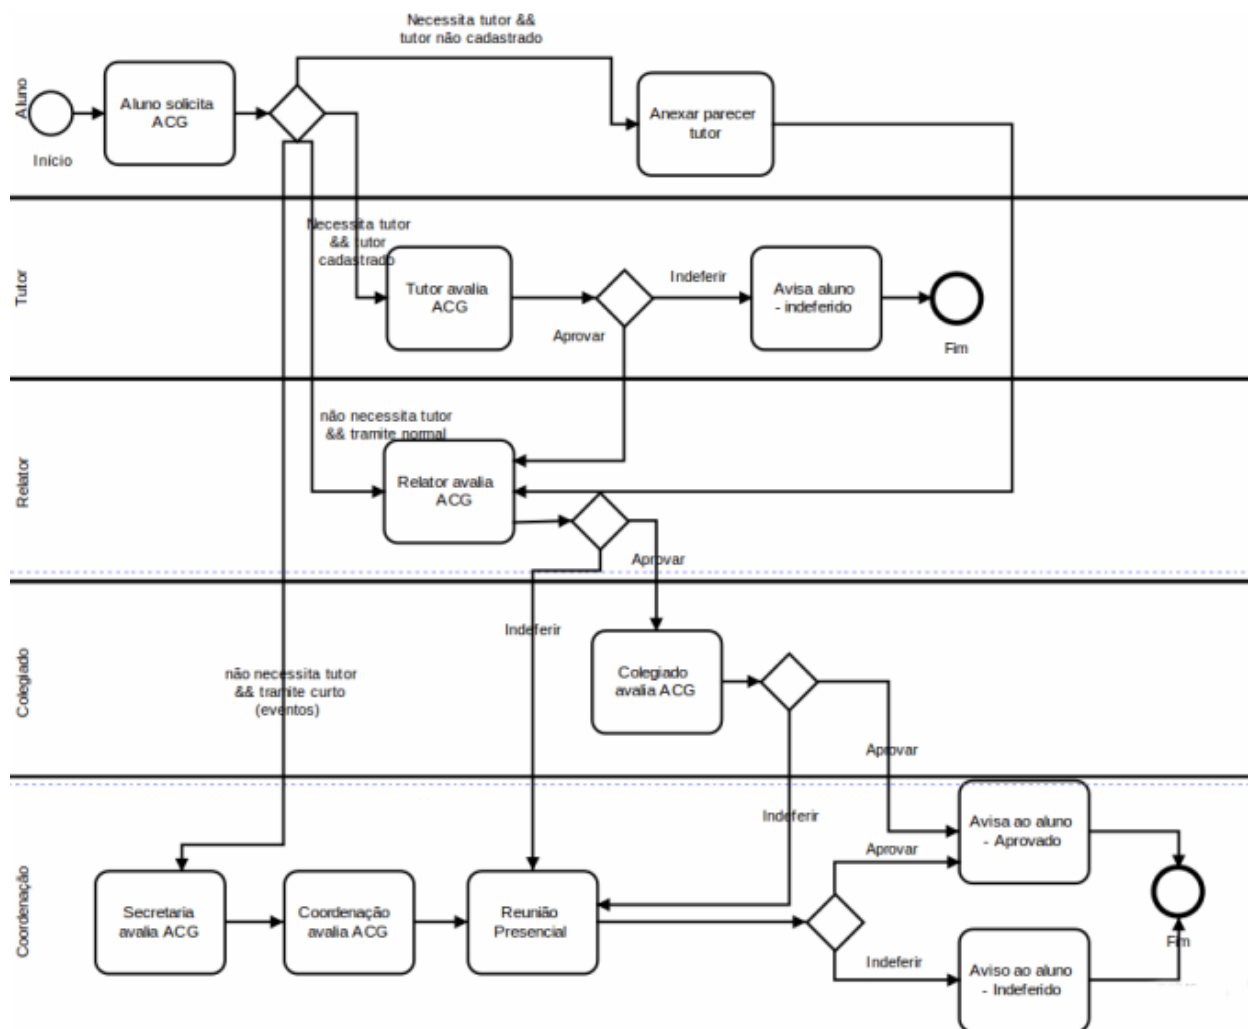 Necessita tutor &&
tutor não cadastrado
Aluno
Início
Aluno solicita
ACG
Anexar parecer
tutor
Tutor
Necessita tutor
&& tutor
cadastrado
Tutor avalia
ACG
Aprovar
Indeferir
Avisa aluno
- indeferido
Fim
Relator
não necessita tutor
&& tramite normal
Relator avalia
ACG
Aprovar
Indeferir
Colegiado
não necessita tutor
&& tramite curto
(eventos)
Colegiado
avalia ACG
Aprovar
Indeferir
Coordenação
Secretaria
avalia ACG
Coordenação
avalia ACG
Reunião
Presencial
Aprovar
Indeferir
Avisa ao aluno
- Aprovado
Aviso ao aluno
- Indeferido
Fim